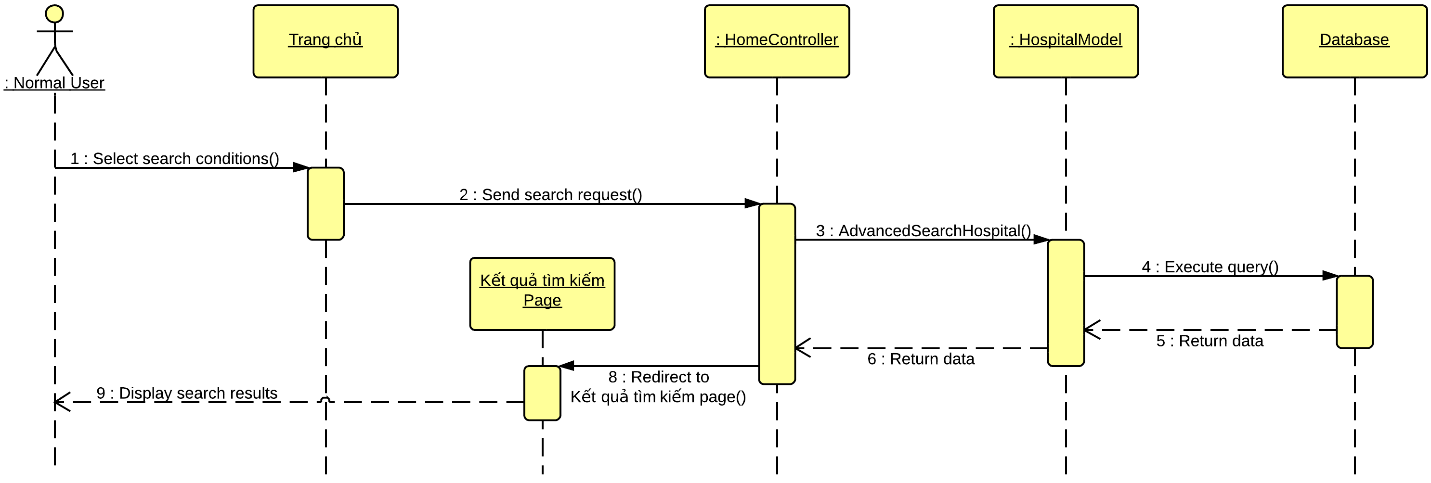 Trang chủ
: HomeController
: HospitalModel
Database
: Normal User
1 : Select search conditions()
2 : Send search request()
3 : AdvancedSearchHospital()
4 : Execute query()
Kết quả tìm kiếm
Page
5 : Return data
6 : Return data
8 : Redirect to
Kết quả tìm kiếm page()
9 : Display search results